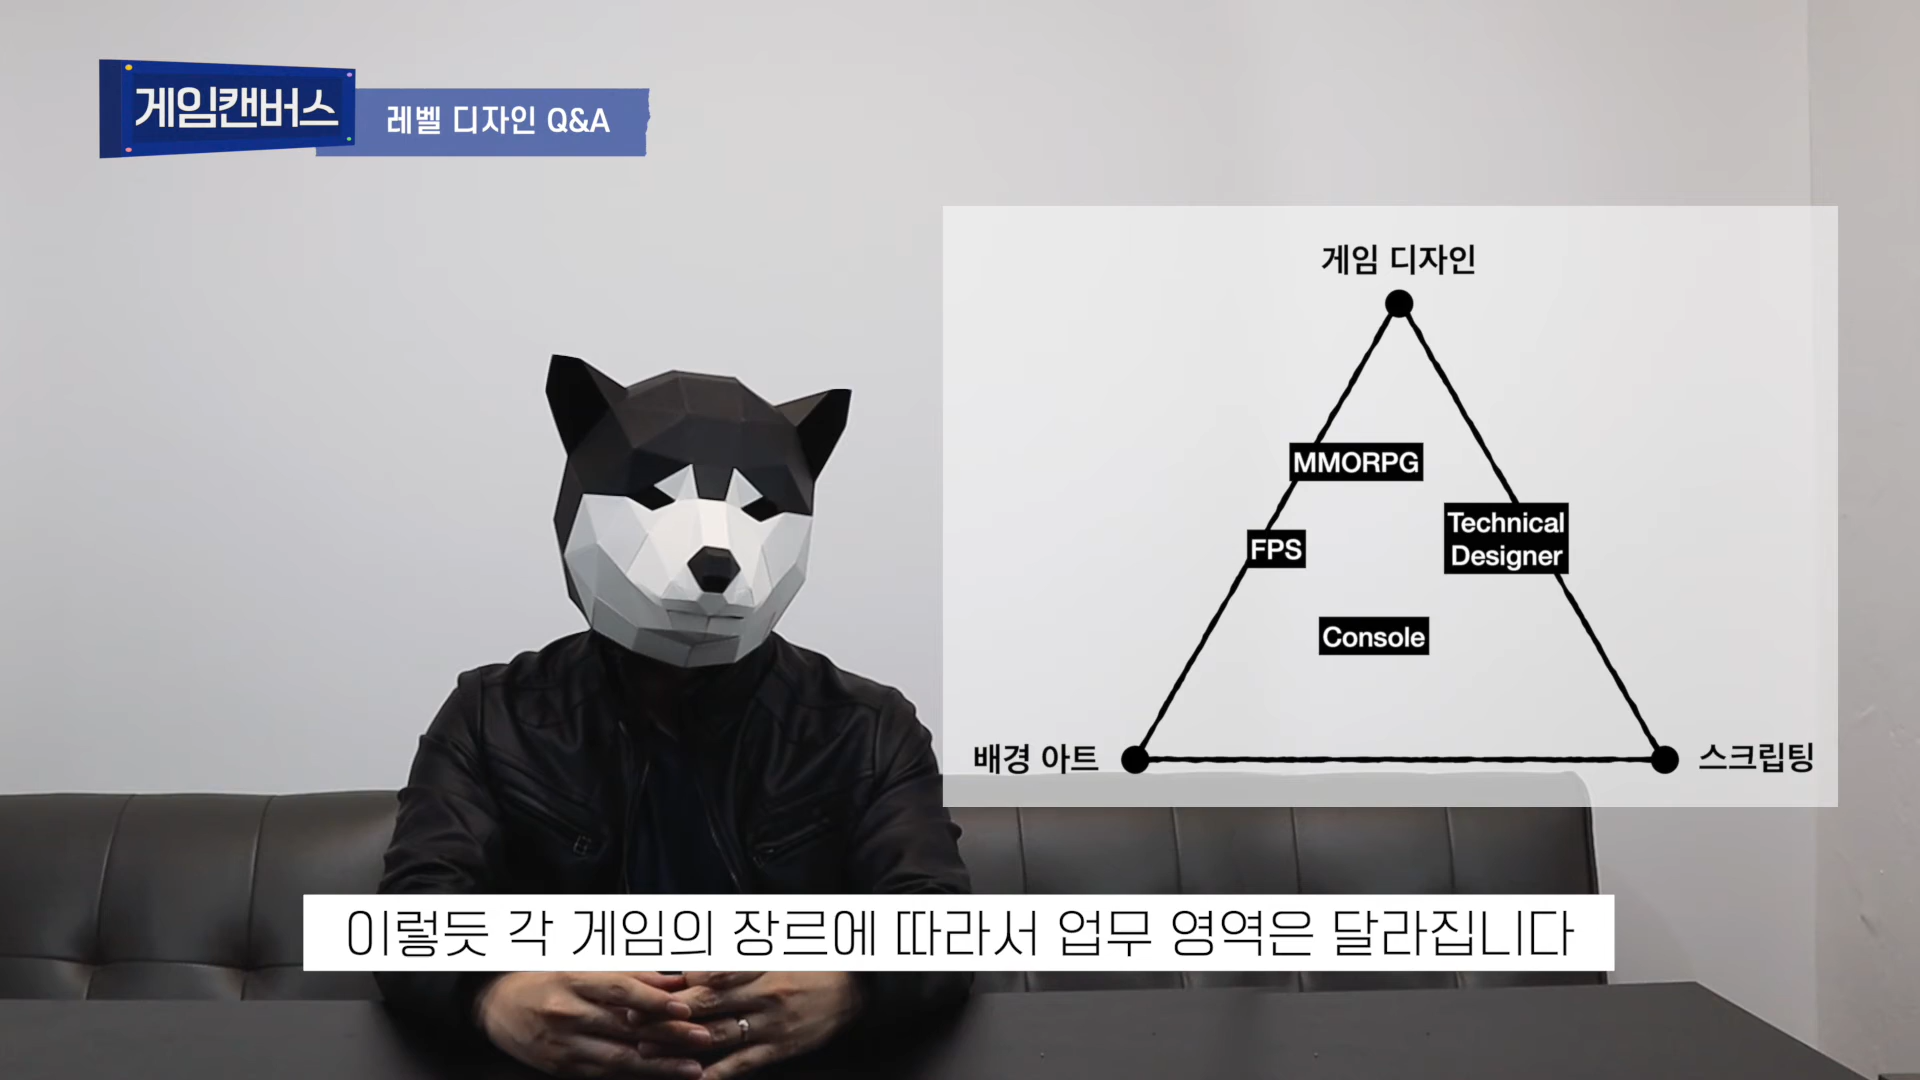 게임캔버스
레벨 디자인 Q&A
게임 디자인
MMORPG
Technical
Designer
FPS
Console
배경 아트
스크립팅
이렇듯 각 게임의 장르에 따라서 업무 영역은 달라집니다